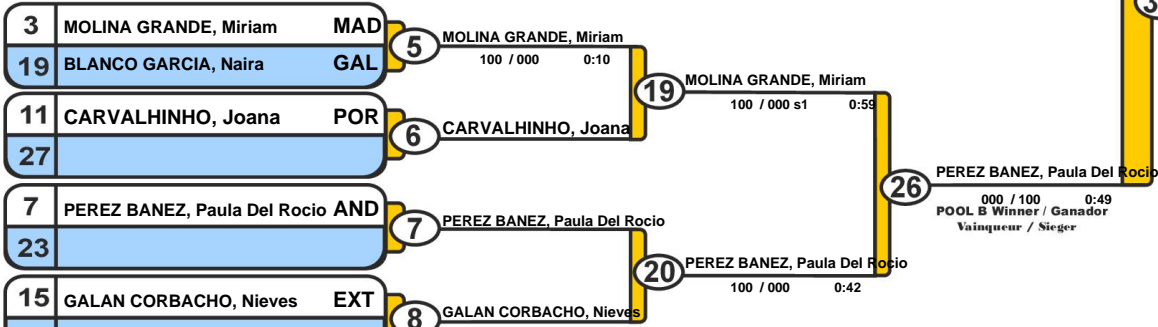 3 MOLINA GRANDE, Miriam MAD
19 BLANCO GARCIA, Naira GAL
5
MOLINA GRANDE, Miriam
100 / 000 0:10
11 CARVALHINHO, Joana POR
27
6
CARVALHINHO, Joana
19
MOLINA GRANDE, Miriam
100 / 000 s1 0:59
7 PEREZ BANEZ, Paula Del Rocio AND
23
7
PEREZ BANEZ, Paula Del Rocio
15 GALAN CORBACHO, Nieves EXT
8
GALAN CORBACHO, Nieves
20
PEREZ BANEZ, Paula Del Rocio
100 / 000 0:42
26
PEREZ BANEZ, Paula Del Rocio
000 / 100 0:49
POOL B Winner / Ganador
Vainqueur / Sieger